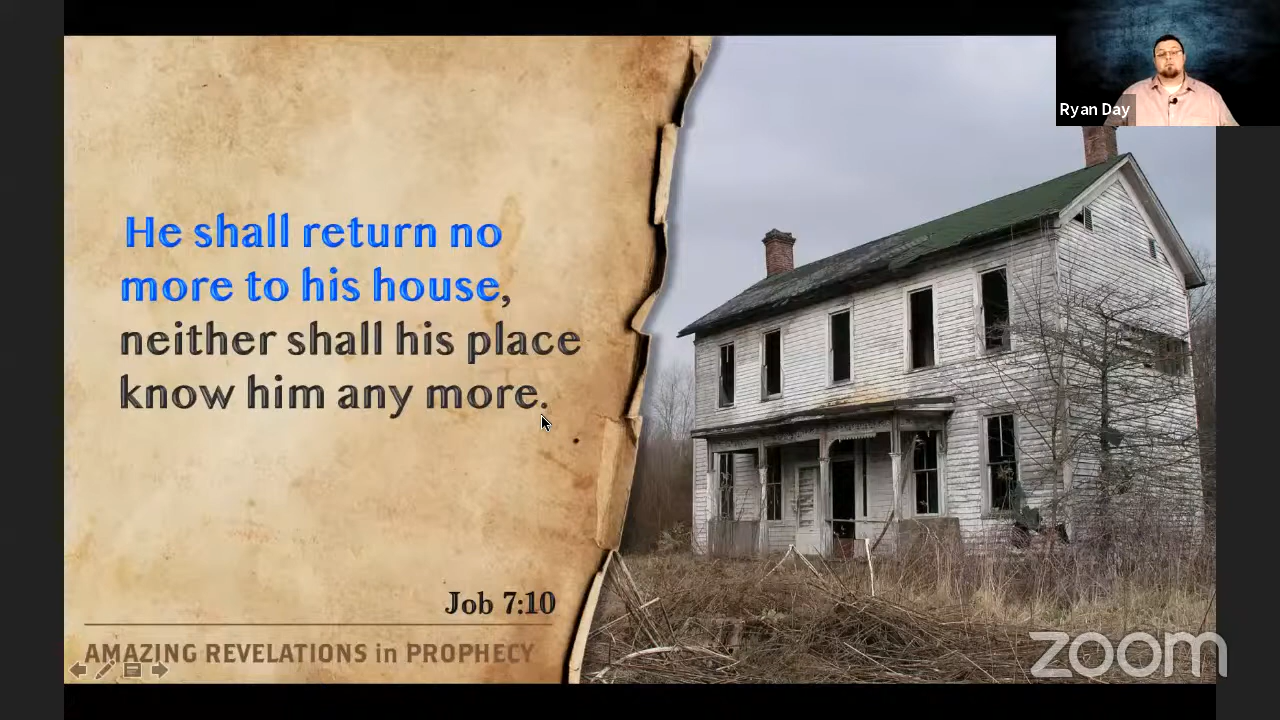 Ryan Day
He shall return no
more to his house,
neither shall his place
know him any more.
Job 7:10
AMAZING REVELATIONS in PROPHECY
zoom